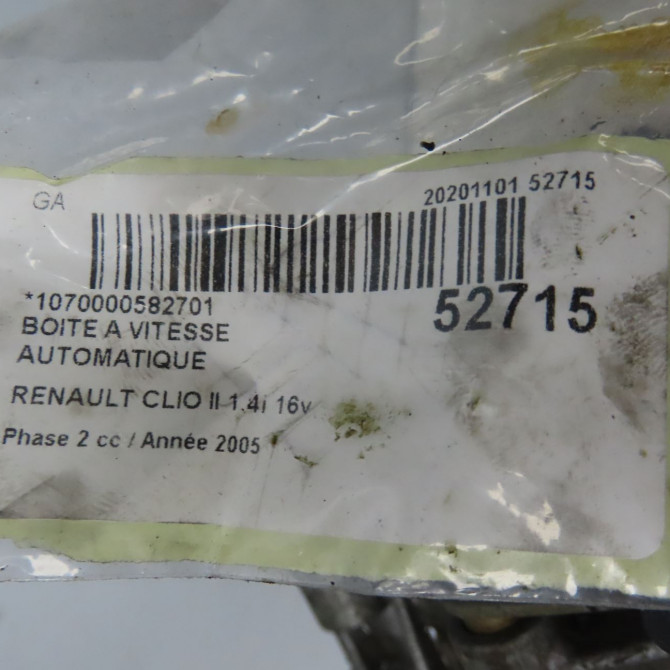 GA
20201101 52715
*1070000582701
52715
BOITE A VITESSE
AUTOMATIQUE
RENAULT CLIO II 1.4i 16v
Phase 2 cc / Année 2005